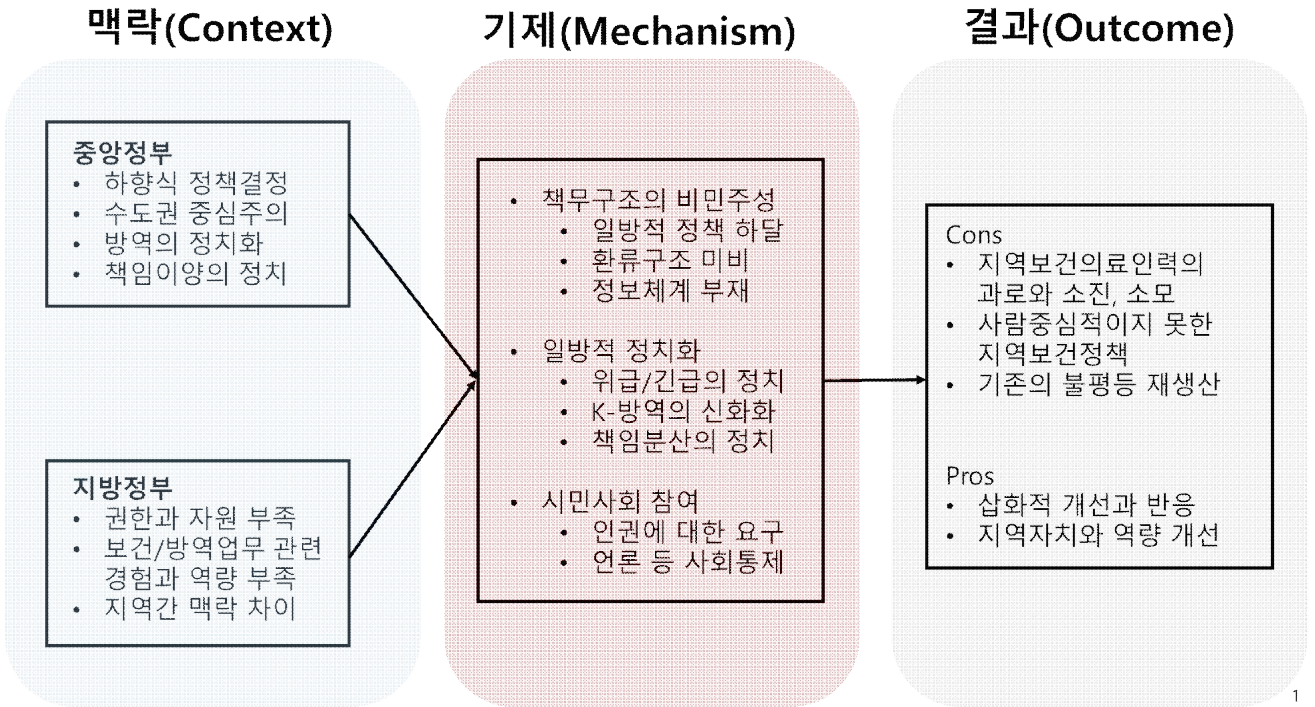 맥락(Context)
중앙정부
• 하향식 정책결정
• 수도권 중심주의
• 방역의 정치화
• 책임이양의 정치
지방정부
• 권한과 자원 부족
• 보건/방역업무 관련
경험과 역량 부족
• 지역간 맥락 차이
기제(Mechanism)
• 책무구조의 비민주성
• 일방적 정책 하달
• 환류구조 미비
• 정보체계 부재
• 일방적 정치화
• 위급/긴급의 정치
• K-방역의 신화화
• 책임분산의 정치
• 시민사회 참여
• 인권에 대한 요구
• 언론 등 사회통제
결과(Outcome)
Cons
• 지역보건의료인력의
과로와 소진, 소모
• 사람중심적이지 못한
지역보건정책
• 기존의 불평등 재생산
Pros
• 삽화적 개선과 반응
• 지역자치와 역량 개선
1